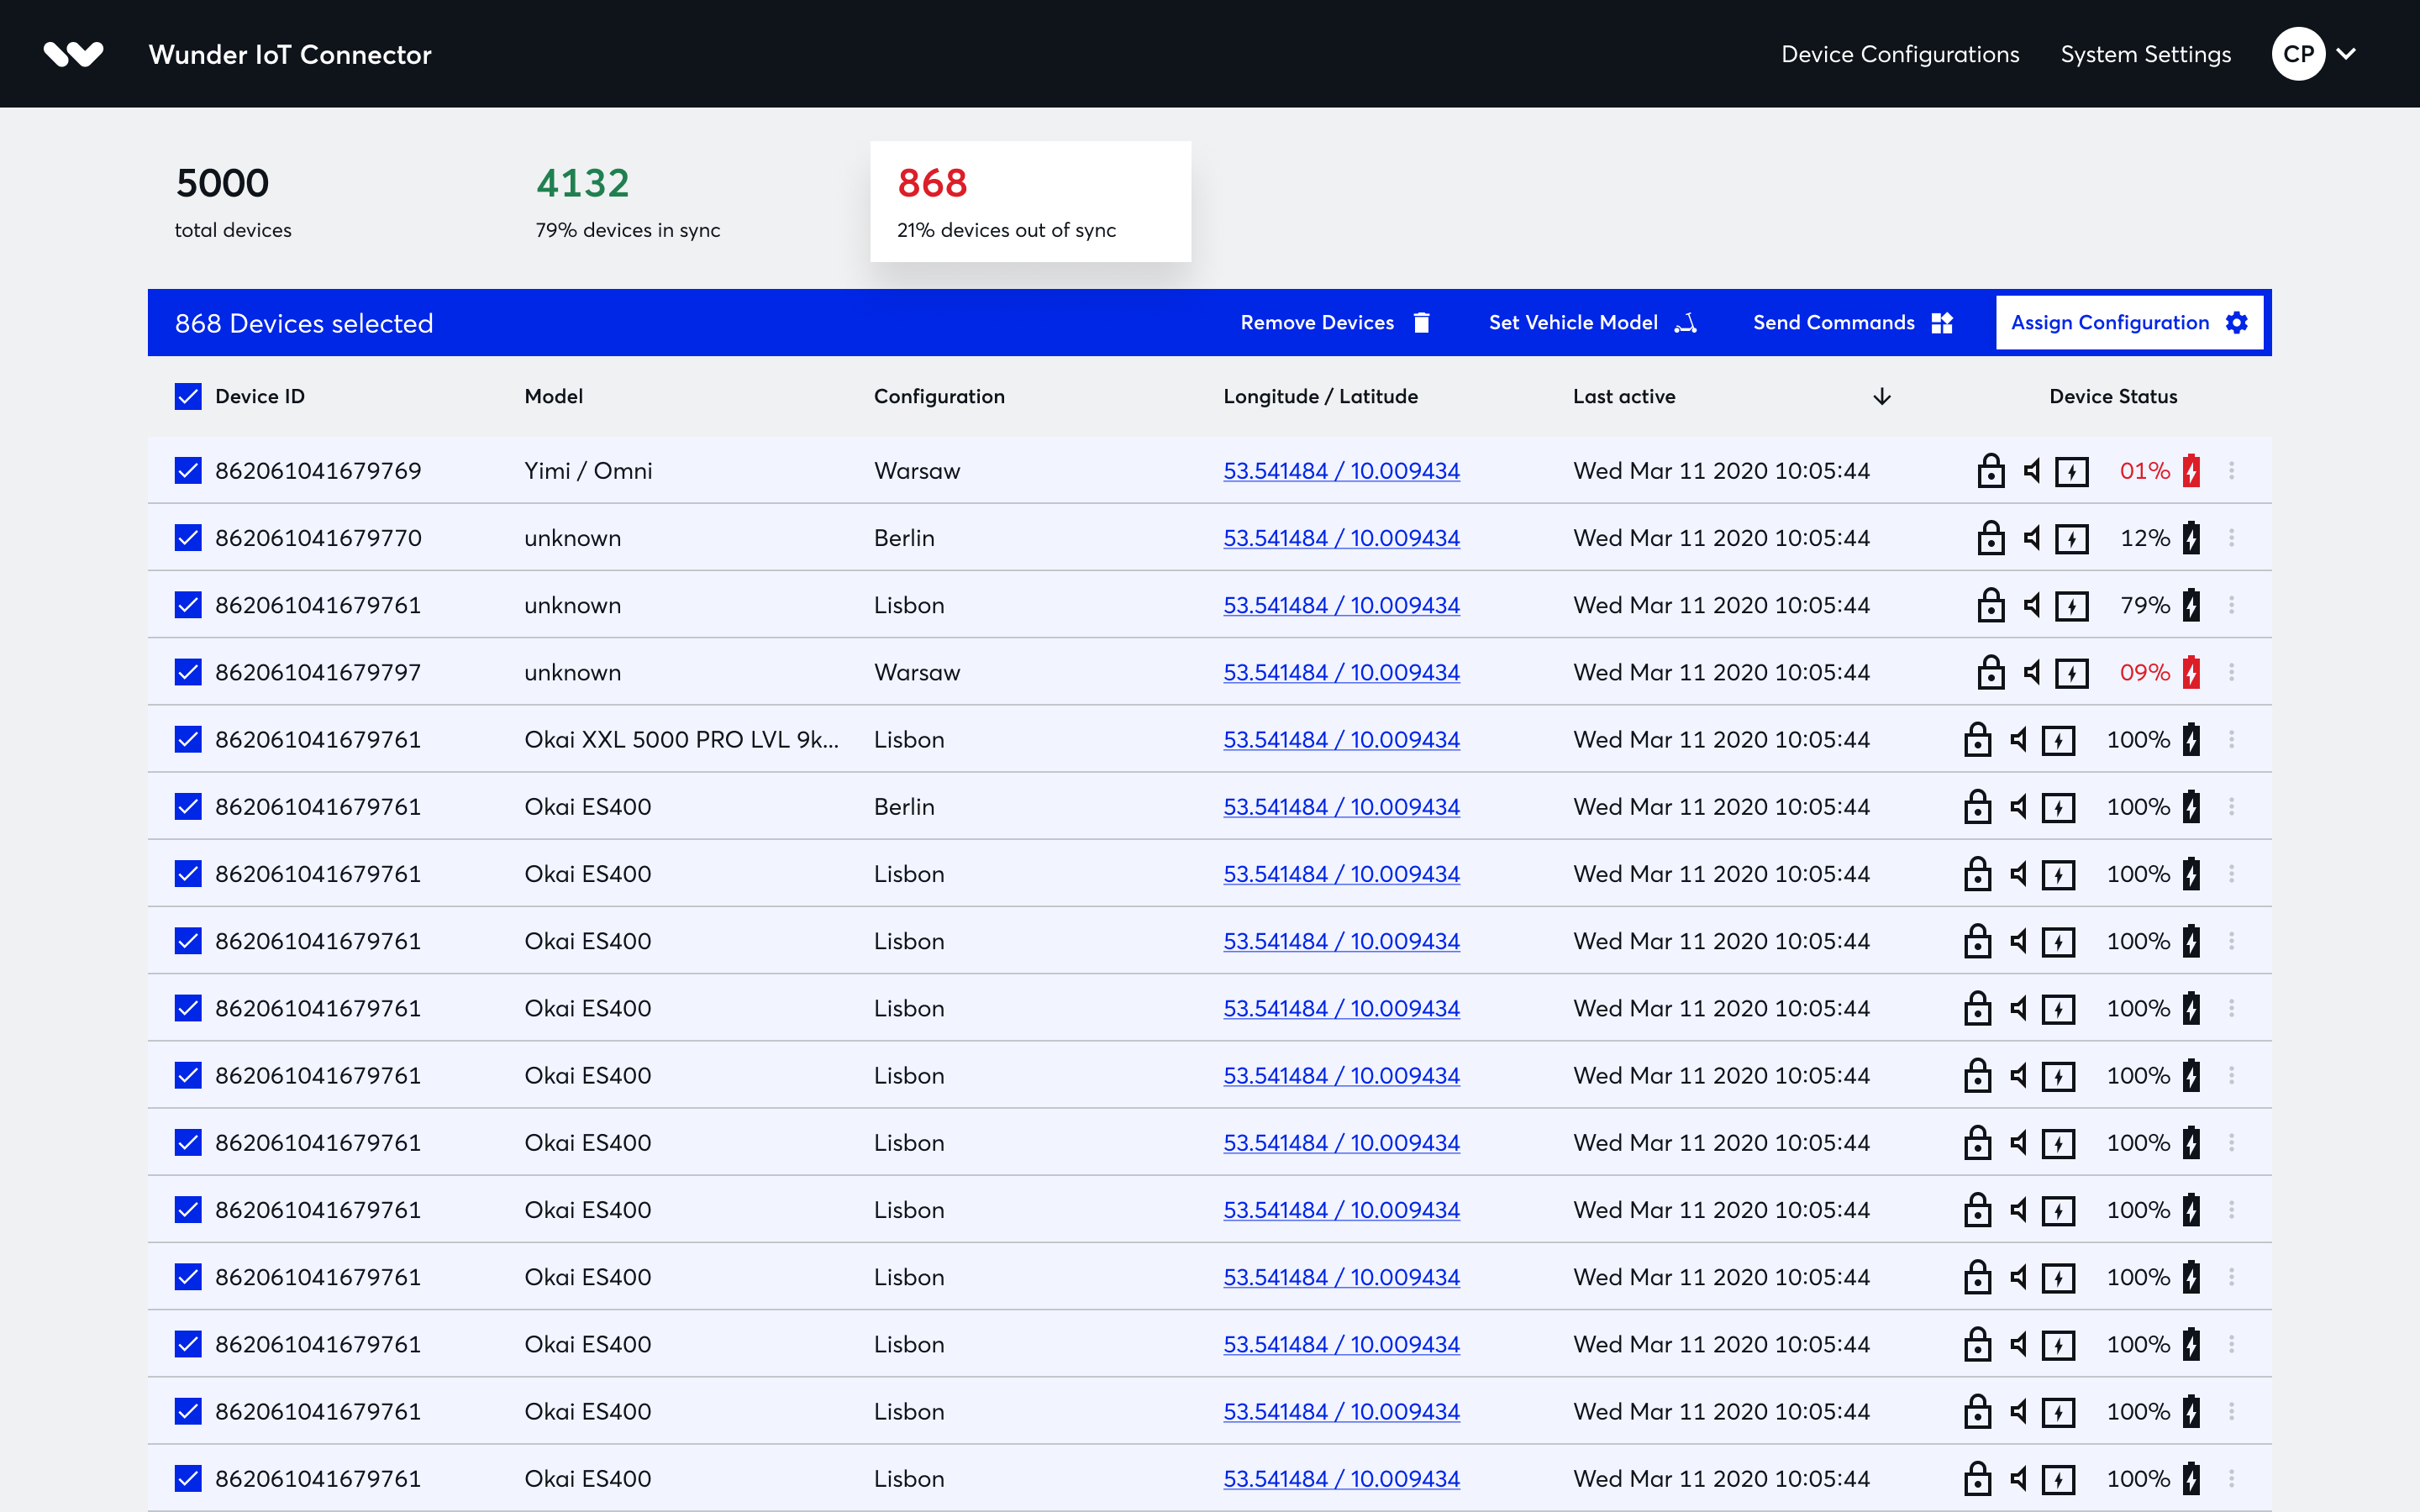 Wunder IoT Connector Device Configurations System Settings CP
5000 4132 868
total devices 79% devices in sync 21% devices out of sync
868 Devices selected Remove Devices Set Vehicle Model Send Commands Assign Configuration
Device ID Model Configuration Longitude / Latitude Last active Device Status
862061041679769 Yimi / Omni Warsaw 53.541484 / 10.009434 Wed Mar 11 2020 10:05:44 01%
862061041679770 unknown Berlin 53.541484 / 10.009434 Wed Mar 11 2020 10:05:44 12%
862061041679761 unknown Lisbon 53.541484 / 10.009434 Wed Mar 11 2020 10:05:44 79%
862061041679797 unknown Warsaw 53.541484 / 10.009434 Wed Mar 11 2020 10:05:44 09%
862061041679761 Okai XXL 5000 PRO LVL 9k... Lisbon 53.541484 / 10.009434 Wed Mar 11 2020 10:05:44 100%
862061041679761 Okai ES400 Berlin 53.541484 / 10.009434 Wed Mar 11 2020 10:05:44 100%
862061041679761 Okai ES400 Lisbon 53.541484 / 10.009434 Wed Mar 11 2020 10:05:44 100%
862061041679761 Okai ES400 Lisbon 53.541484 / 10.009434 Wed Mar 11 2020 10:05:44 100%
862061041679761 Okai ES400 Lisbon 53.541484 / 10.009434 Wed Mar 11 2020 10:05:44 100%
862061041679761 Okai ES400 Lisbon 53.541484 / 10.009434 Wed Mar 11 2020 10:05:44 100%
862061041679761 Okai ES400 Lisbon 53.541484 / 10.009434 Wed Mar 11 2020 10:05:44 100%
862061041679761 Okai ES400 Lisbon 53.541484 / 10.009434 Wed Mar 11 2020 10:05:44 100%
862061041679761 Okai ES400 Lisbon 53.541484 / 10.009434 Wed Mar 11 2020 10:05:44 100%
862061041679761 Okai ES400 Lisbon 53.541484 / 10.009434 Wed Mar 11 2020 10:05:44 100%
862061041679761 Okai ES400 Lisbon 53.541484 / 10.009434 Wed Mar 11 2020 10:05:44 100%
862061041679761 Okai ES400 Lisbon 53.541484 / 10.009434 Wed Mar 11 2020 10:05:44 100%